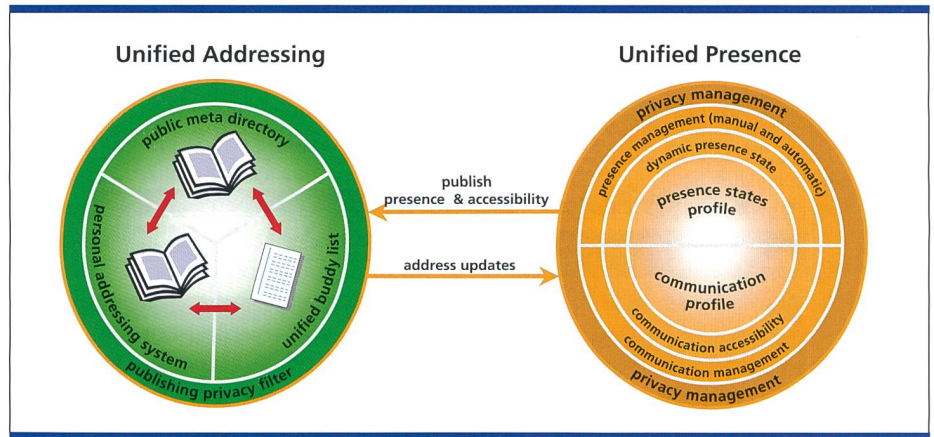 Unified Addressing
public meta directory
personal addressing system
unified buddy list
publishing privacy filter
publish
presence & accessibility
address updates
Unified Presence
privacy management
presence management (manual and automatic)
dynamic presence state
presence states
profile
communication
profile
communication accessibility
communication management
privacy management